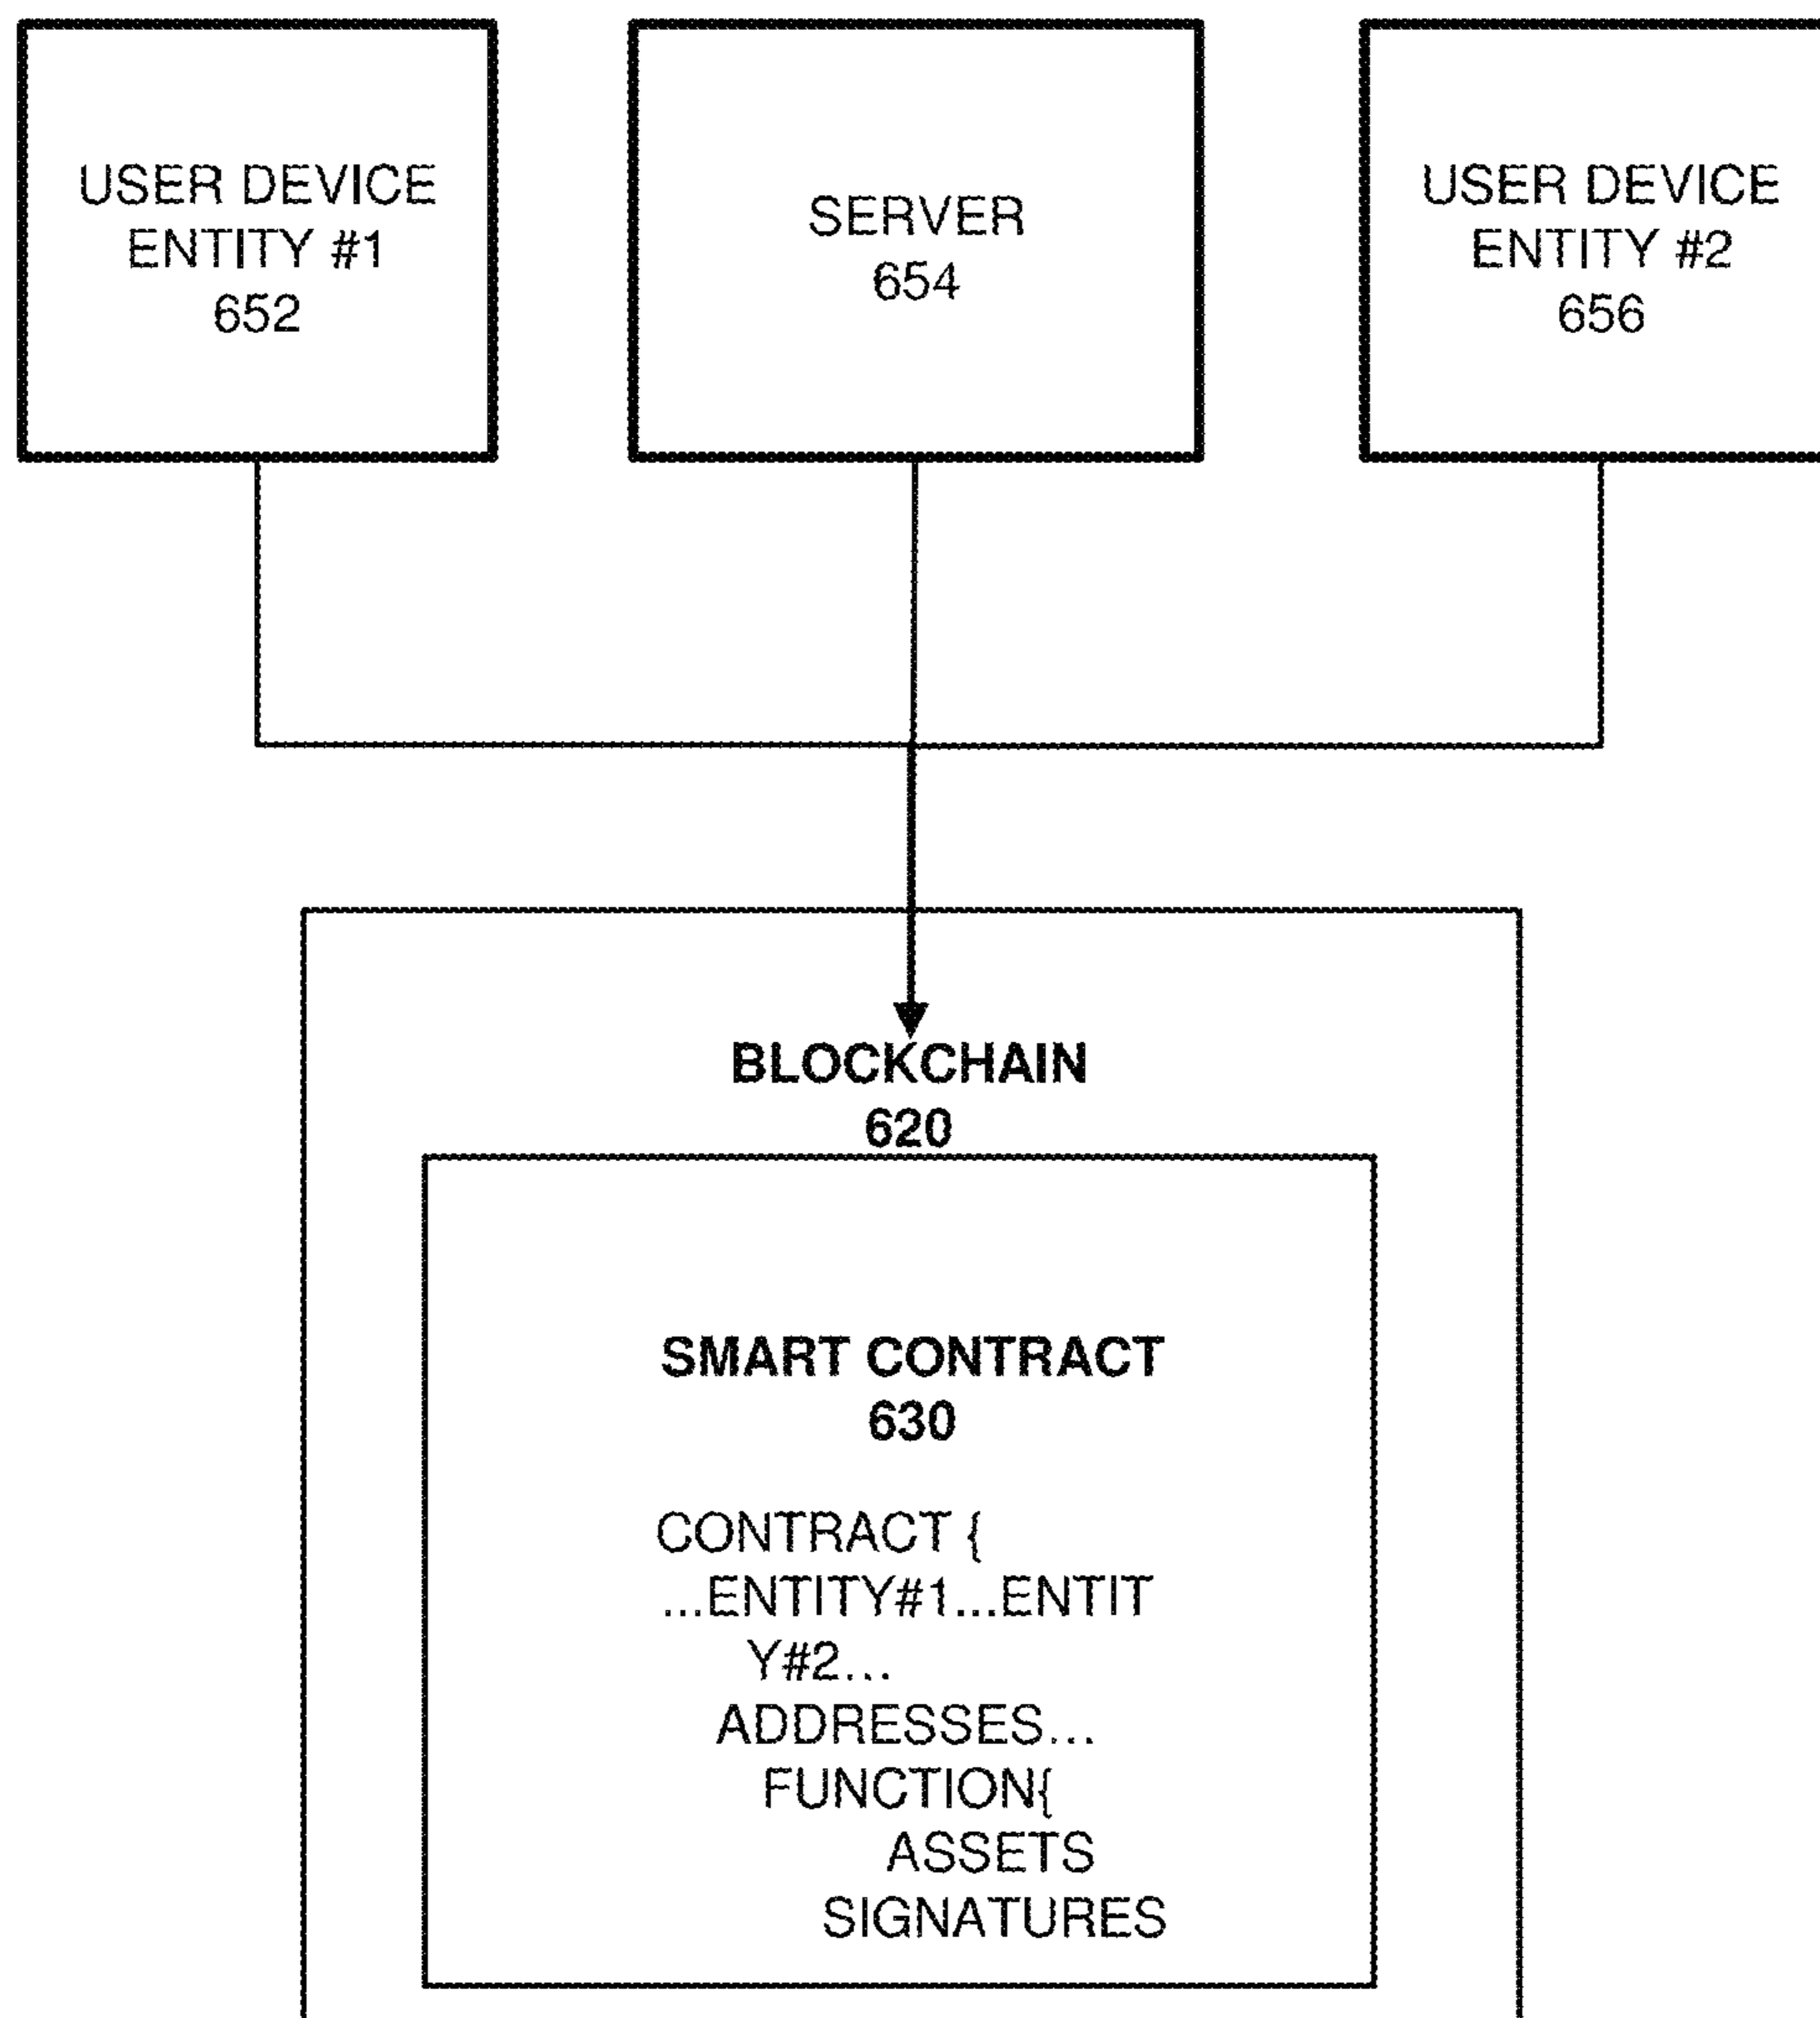 USER DEVICE
ENTITY #1
652
SERVER
654
USER DEVICE
ENTITY #2
656
BLOCKCHAIN
620
SMART CONTRACT
630
CONTRACT {
...ENTITY#1...ENTIT
Y#2...
ADDRESSES...
FUNCTION{
ASSETS
SIGNATURES